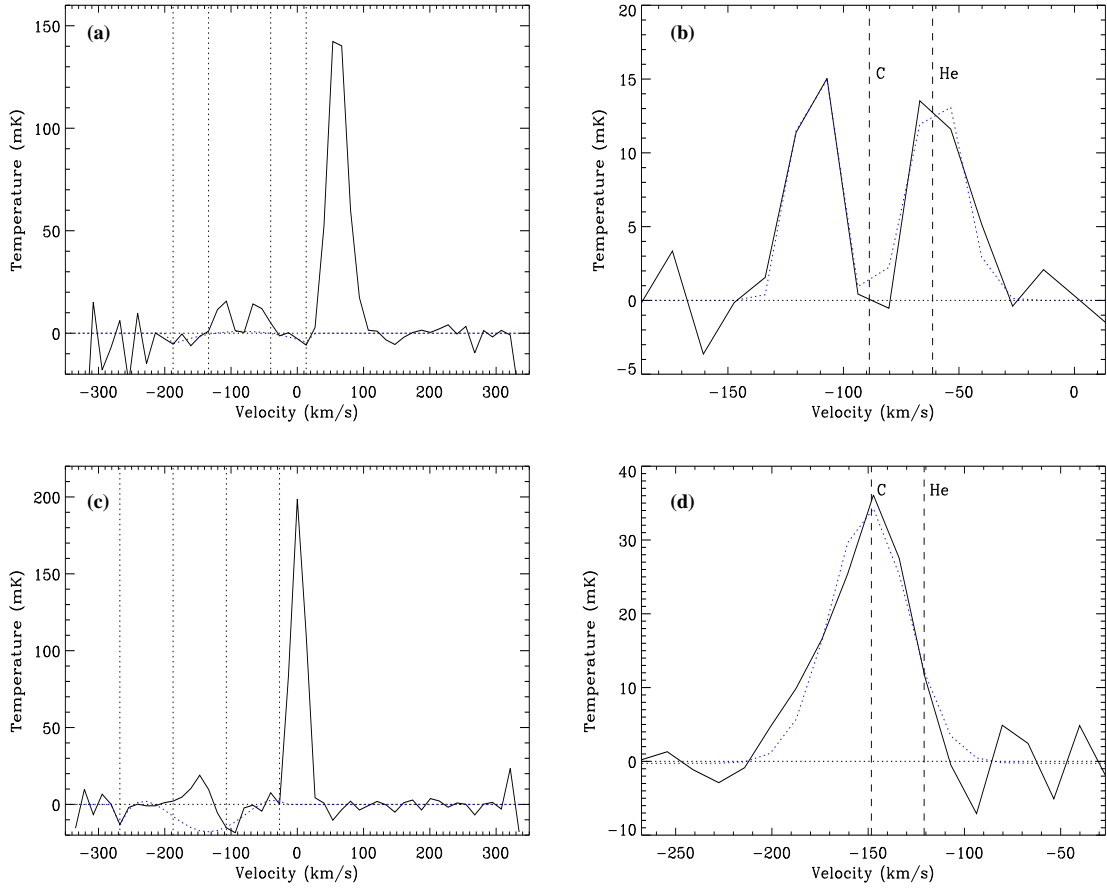 (a)
Temperature (mK)
150
100
50
0
−300 −200 −100 0 100 200 300
Velocity (km/s)
(b)
C
He
Temperature (mK)
20
15
10
5
0
−5
−150 −100 −50 0
Velocity (km/s)
(c)
Temperature (mK)
200
150
100
50
0
−300 −200 −100 0 100 200 300
Velocity (km/s)
(d)
C
He
Temperature (mK)
40
30
20
10
0
−10
−250 −200 −150 −100 −50
Velocity (km/s)